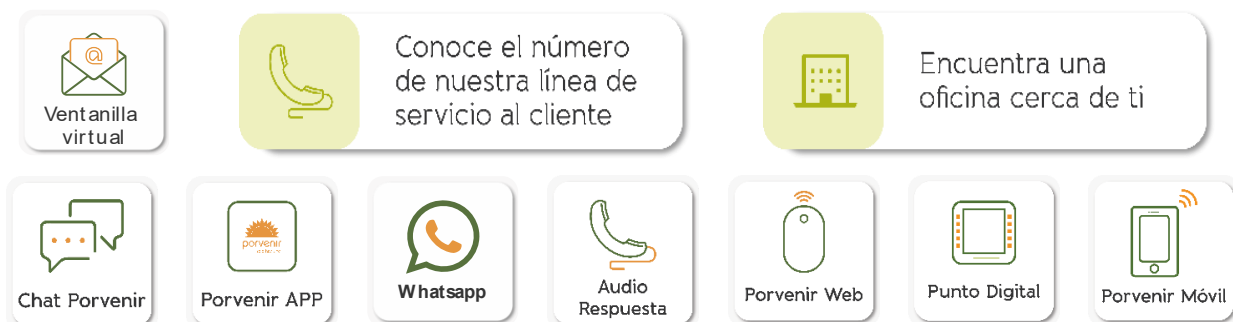 @
Ventanilla
virtual
Conoce el número
de nuestra línea de
servicio al cliente
Encuentra una
oficina cerca de ti
porvenir
Chat Porvenir
Porvenir APP
Whatsapp
Audio
Respuesta
Porvenir Web
Punto Digital
Porvenir Móvil